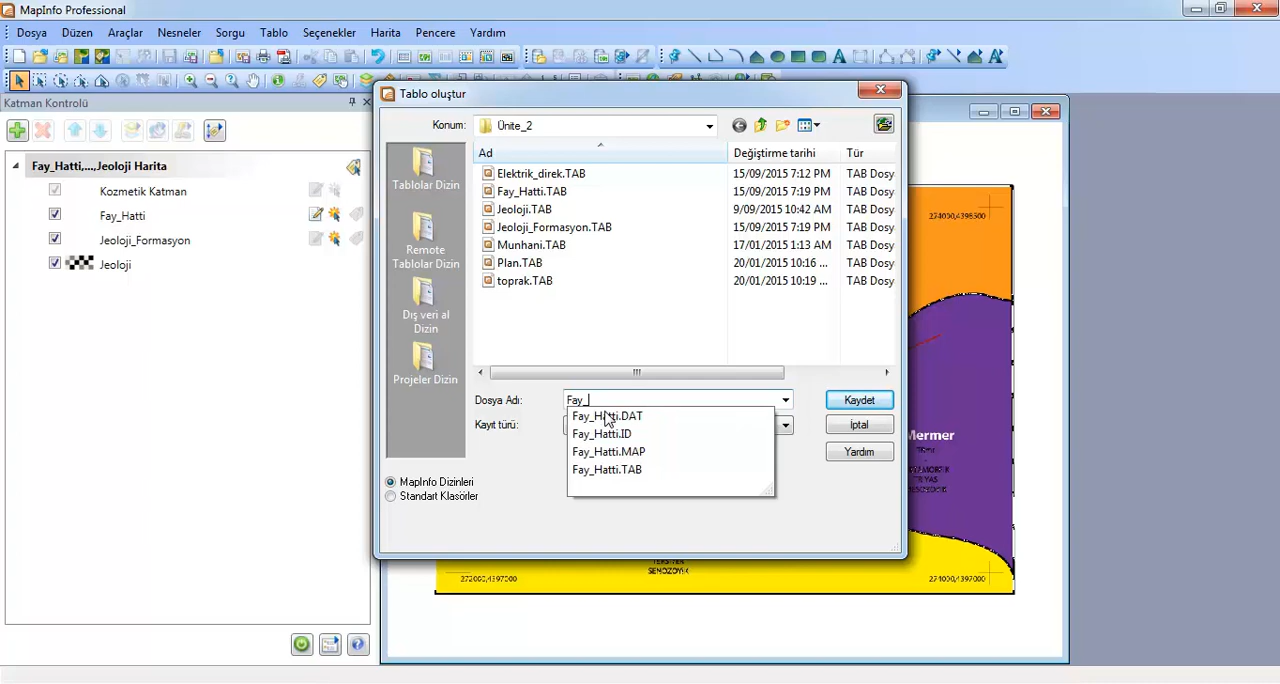 MapInfo Professional
Dosya Düzen Araçlar Nesneler Sorgu Tablo Seçenekler Harita Pencere Yardım
Katman Kontrolü
Fay_Hatti,...,Jeoloji Harita
Kozmetik Katman
Fay_Hatti
Jeoloji_Formasyon
Jeoloji
Tablo oluştur
Konum: Ünite_2
Tablolar Dizin
Remote
Tablolar Dizin
Dış veri al
Dizin
Projeler Dizin
Ad Değiştirme tarihi Tür
Elektrik_direk.TAB 15/09/2015 7:12 PM TAB Dosy
Fay_Hatti.TAB 15/09/2015 7:19 PM TAB Dosy
Jeoloji.TAB 9/09/2015 10:42 AM TAB Dosy
Jeoloji_Formasyon.TAB 15/09/2015 7:19 PM TAB Dosy
Munhani.TAB 17/01/2015 1:13 AM TAB Dosy
Plan.TAB 20/01/2015 10:16 ... TAB Dosy
toprak.TAB 20/01/2015 10:19 ... TAB Dosy
Dosya Adı: Fay_ Kaydet
Kayıt türü: İptal
Yardım
Fay_Hatti.DAT
Fay_Hatti.ID
Fay_Hatti.MAP
Fay_Hatti.TAB
MapInfo Dizinleri
Standart Klasörler
274000,4398500
Mermer
SENOZOYİK
272000,4397000
274000,4397000